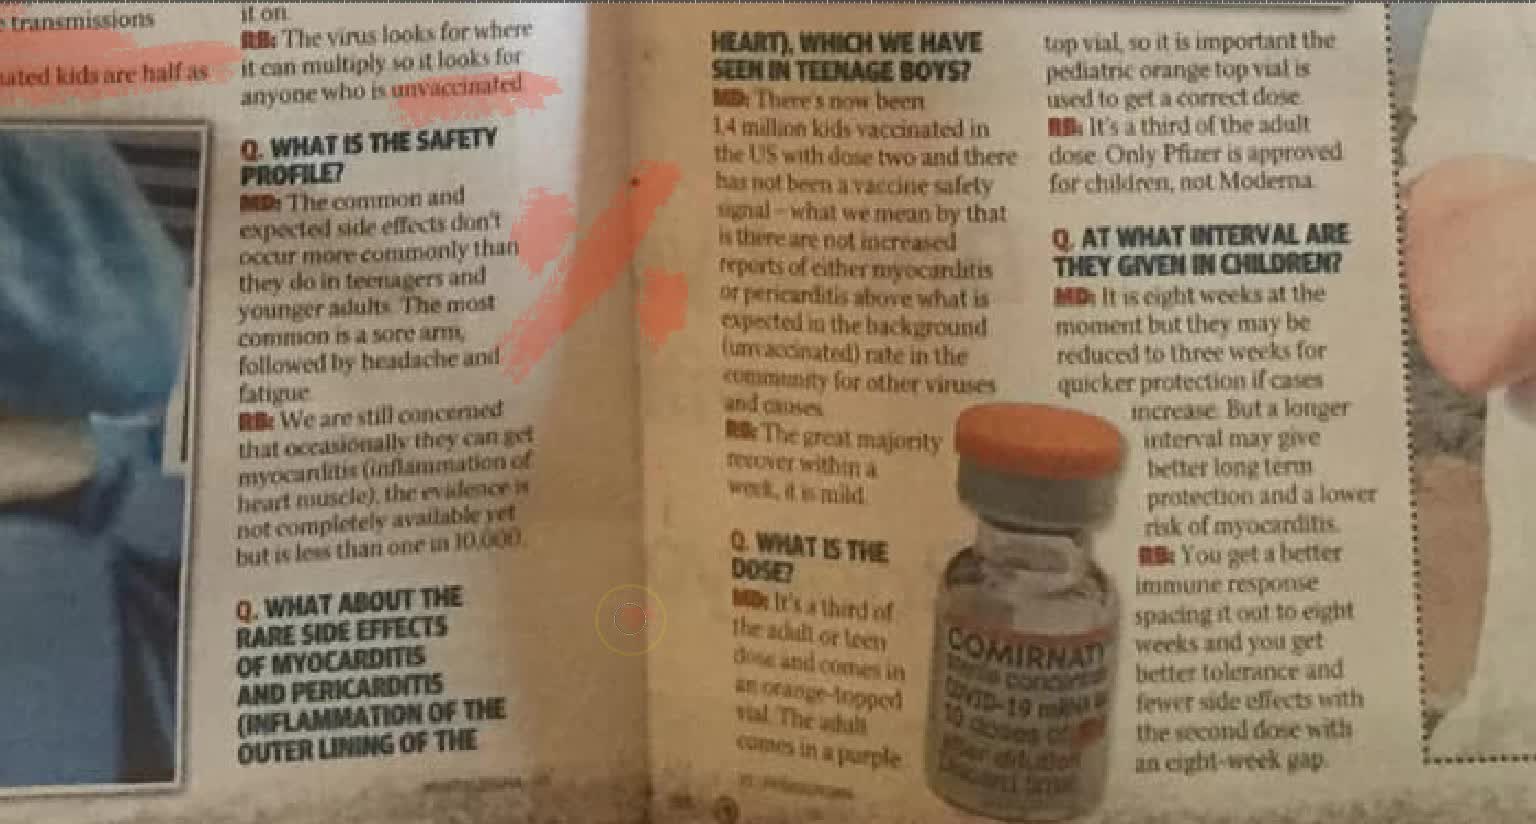 e transmissions
ated kids are half as
it on.
RB: The virus looks for where
it can multiply so it looks for
anyone who is unvaccinated
Q. WHAT IS THE SAFETY
PROFILE?
MD: The common and
expected side effects don't
occur more commonly than
they do in teenagers and
younger adults. The most
common is a sore arm,
followed by headache and
fatigue.
RB: We are still concerned
that occasionally they can get
myocarditis (inflammation of
heart muscle), the evidence is
not completely available yet
but is less than one in 10,000.
Q. WHAT ABOUT THE
RARE SIDE EFFECTS
OF MYOCARDITIS
AND PERICARDITIS
(INFLAMMATION OF THE
OUTER LINING OF THE
HEART), WHICH WE HAVE
SEEN IN TEENAGE BOYS?
MD: There's now been
1.4 million kids vaccinated in
the US with dose two and there
has not been a vaccine safety
signal – what we mean by that
is there are not increased
reports of either myocarditis
or pericarditis above what is
expected in the background
(unvaccinated) rate in the
community for other viruses
and causes.
RB: The great majority
recover within a
week, it is mild.
Q. WHAT IS THE
DOSE?
MD: It's a third of
the adult or teen
dose and comes in
an orange-topped
vial. The adult
comes in a purple
top vial, so it is important the
pediatric orange top vial is
used to get a correct dose.
RB: It's a third of the adult
dose. Only Pfizer is approved
for children, not Moderna.
Q. AT WHAT INTERVAL ARE
THEY GIVEN IN CHILDREN?
MD: It is eight weeks at the
moment but they may be
reduced to three weeks for
quicker protection if cases
increase. But a longer
interval may give
better long term
protection and a lower
risk of myocarditis.
RB: You get a better
immune response
spacing it out to eight
weeks and you get
better tolerance and
fewer side effects with
the second dose with
an eight-week gap.
COMIRNATY
COVID-19
10 doses of
after dilution